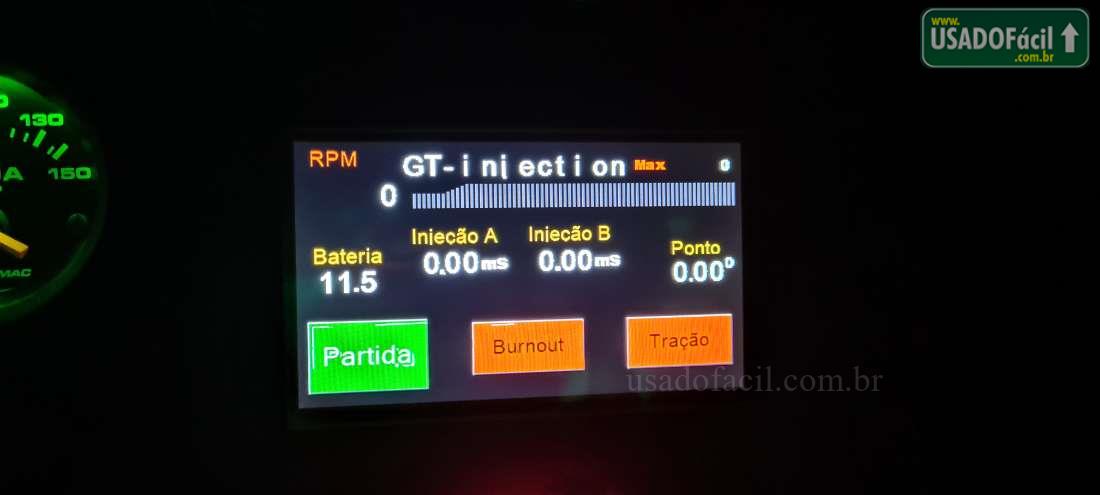 www.
USADOFácil
.com.br
130
150
MAC
RPM
GT-injection Max 0
0
Bateria
11.5
Injeção A
0.00ms
Injeção B
0.00ms
Ponto
0.00°
Partida
Burnout
Tração
usadofacil.com.br